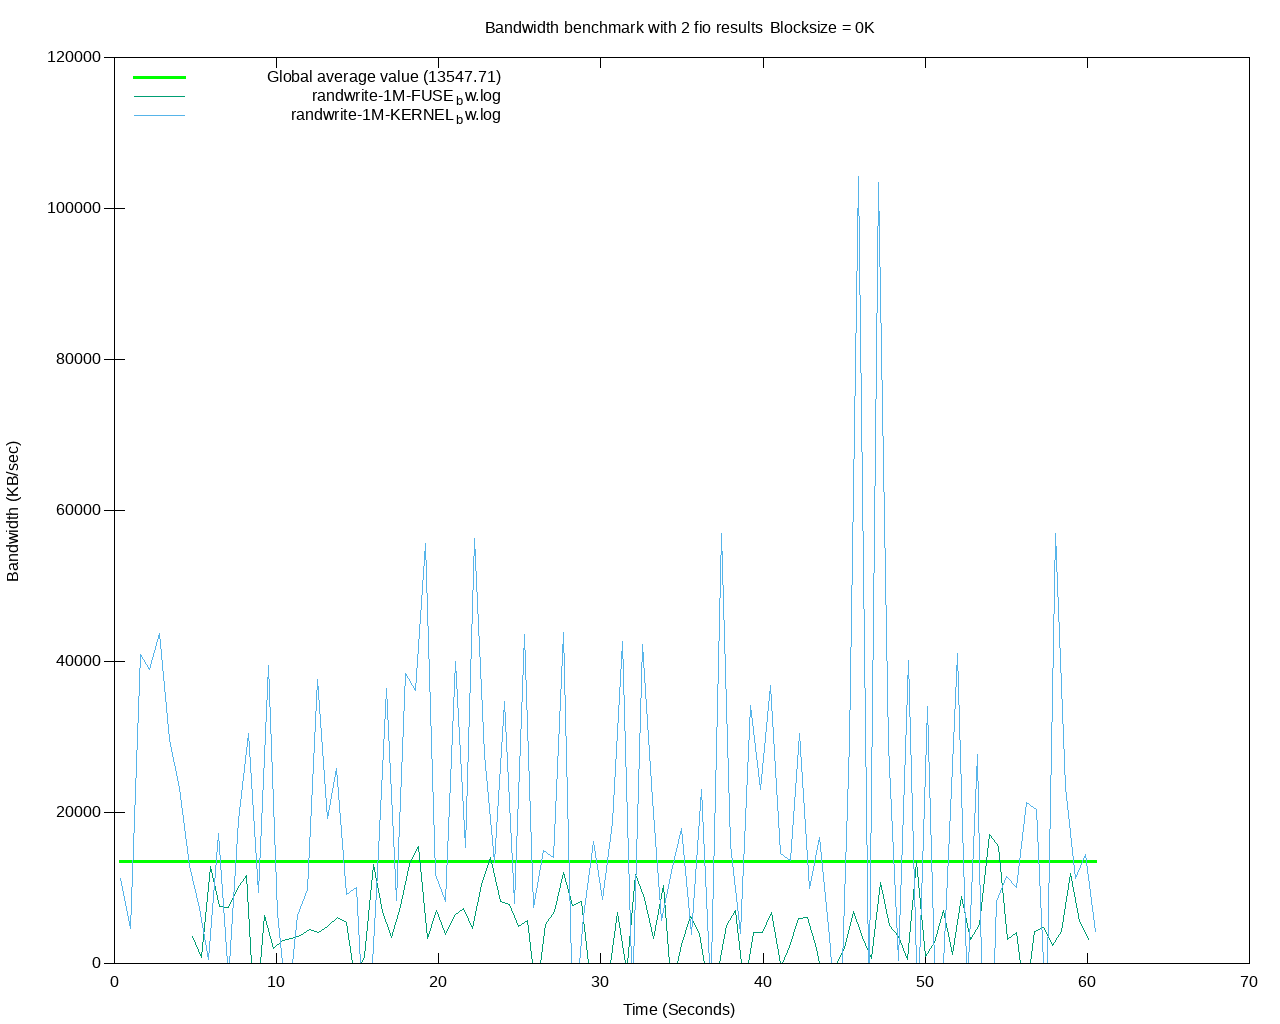 Bandwidth benchmark with 2 fio results Blocksize = 0K
120000
100000
80000
60000
40000
20000
0
Bandwidth (KB/sec)
Global average value (13547.71)
randwrite-1M-FUSE_bw.log
randwrite-1M-KERNEL_bw.log
0 10 20 30 40 50 60 70
Time (Seconds)